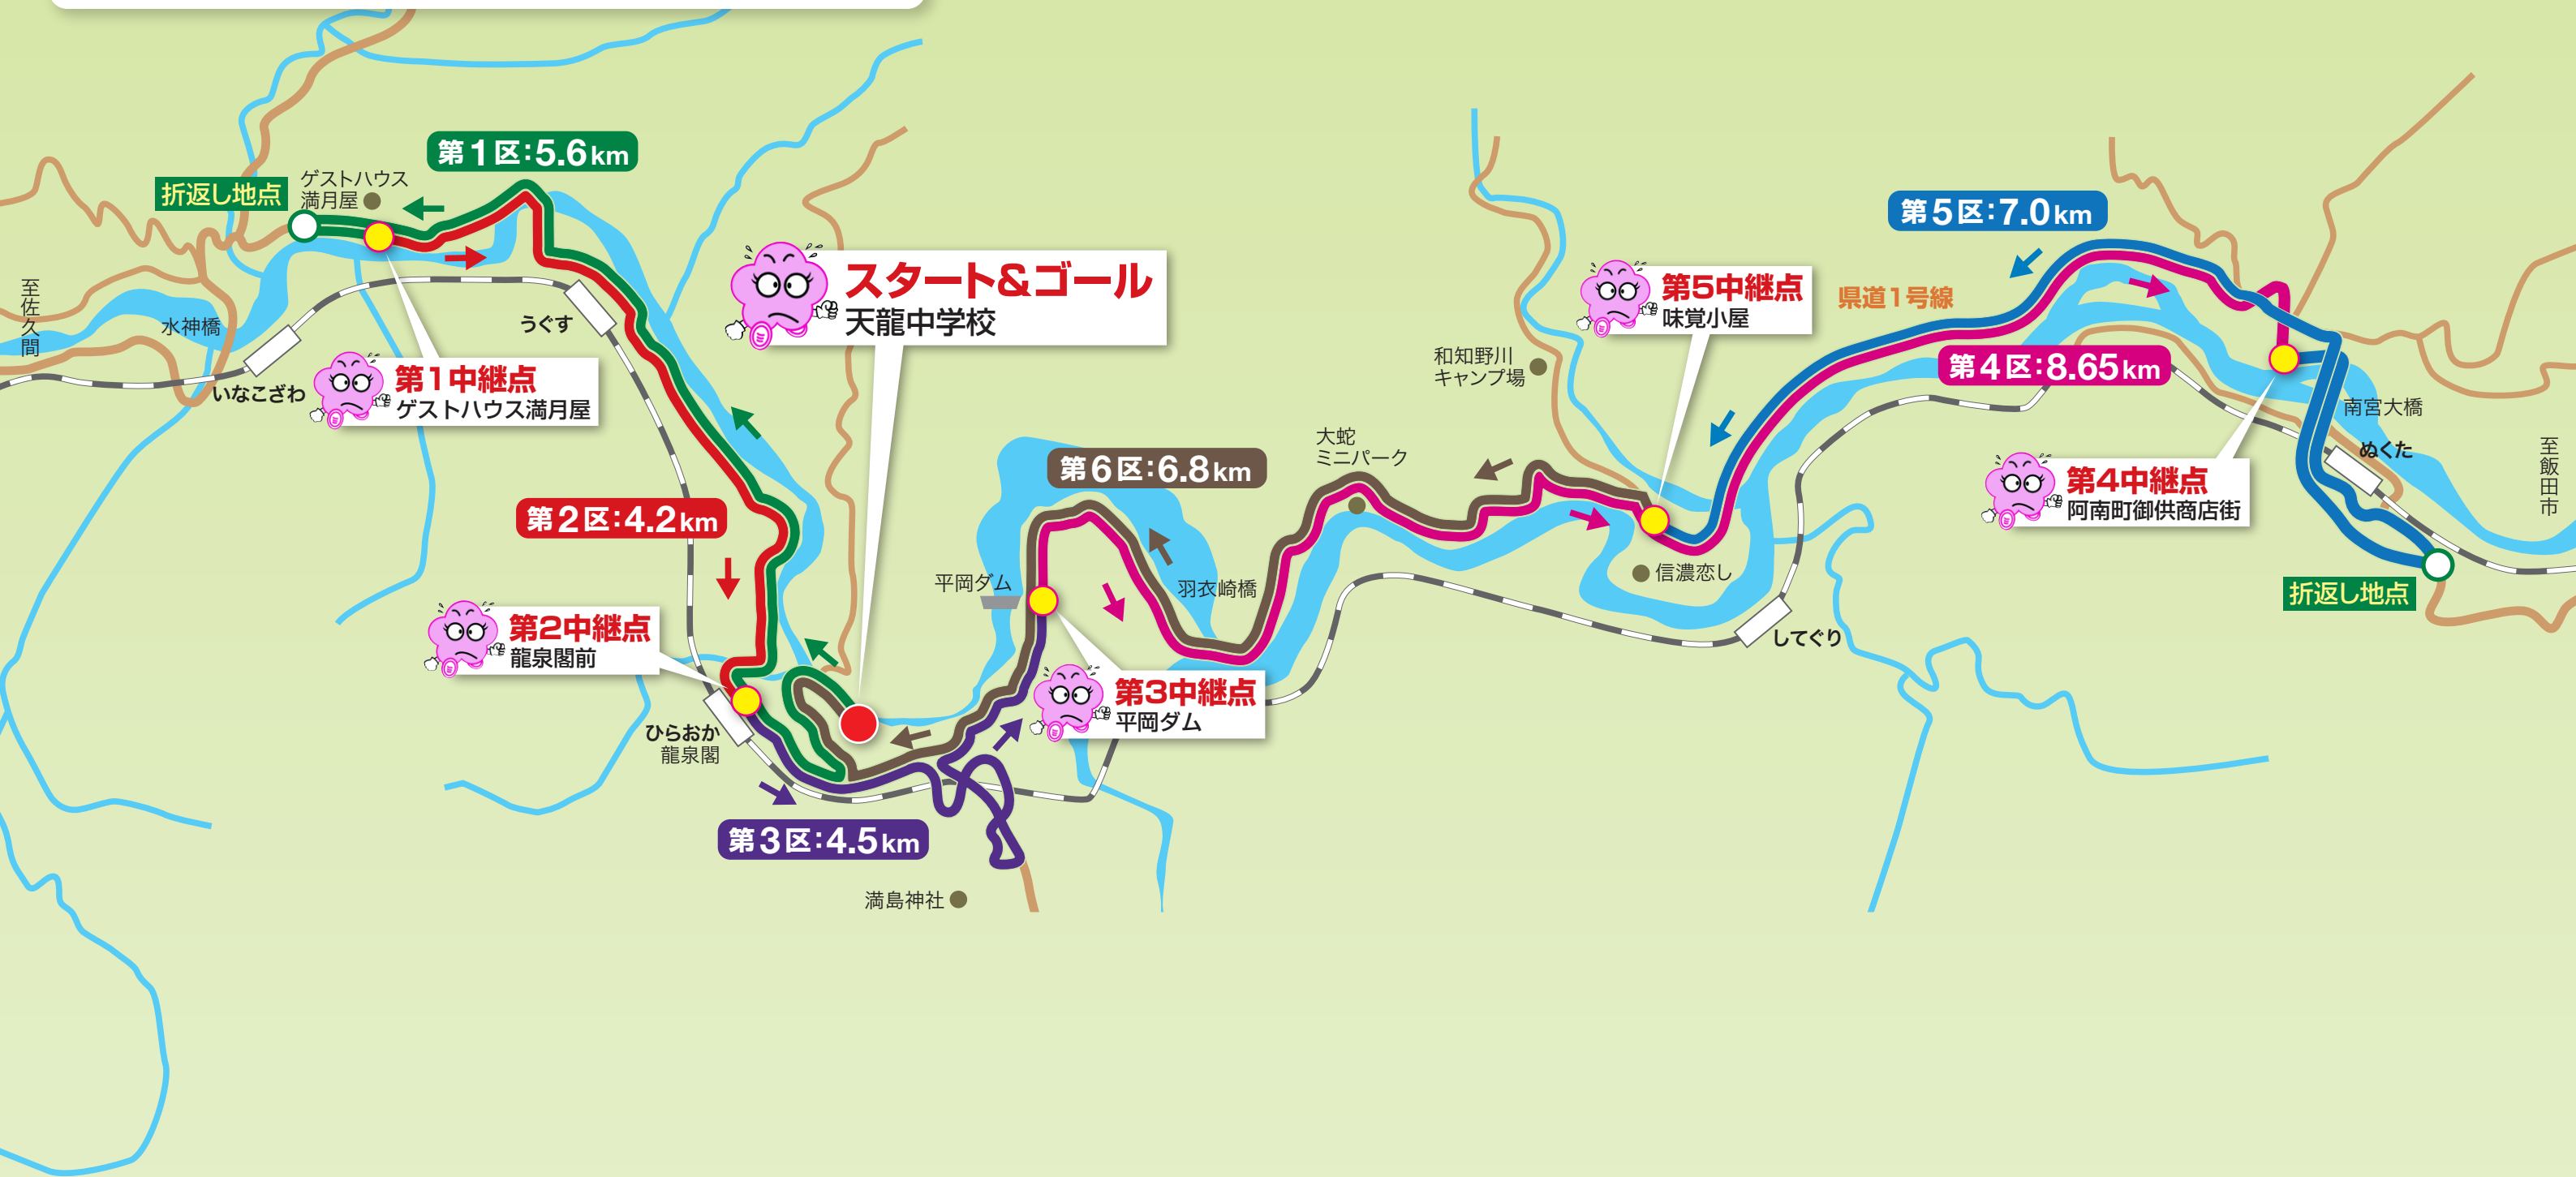 第1区:5.6km
折返し地点
ゲストハウス
満月屋
至佐久間
水神橋
いなこざわ
うぐす
第1中継点
ゲストハウス満月屋
スタート&ゴール
天龍中学校
第2区:4.2km
第2中継点
龍泉閣前
ひらおか
龍泉閣
第3区:4.5km
満島神社
平岡ダム
第3中継点
平岡ダム
第6区:6.8km
羽衣崎橋
大蛇
ミニパーク
和知野川
キャンプ場
第5中継点
味覚小屋
信濃恋し
してぐり
県道1号線
第5区:7.0km
第4区:8.65km
第4中継点
阿南町御供商店街
南宮大橋
ぬくた
至飯田市
折返し地点